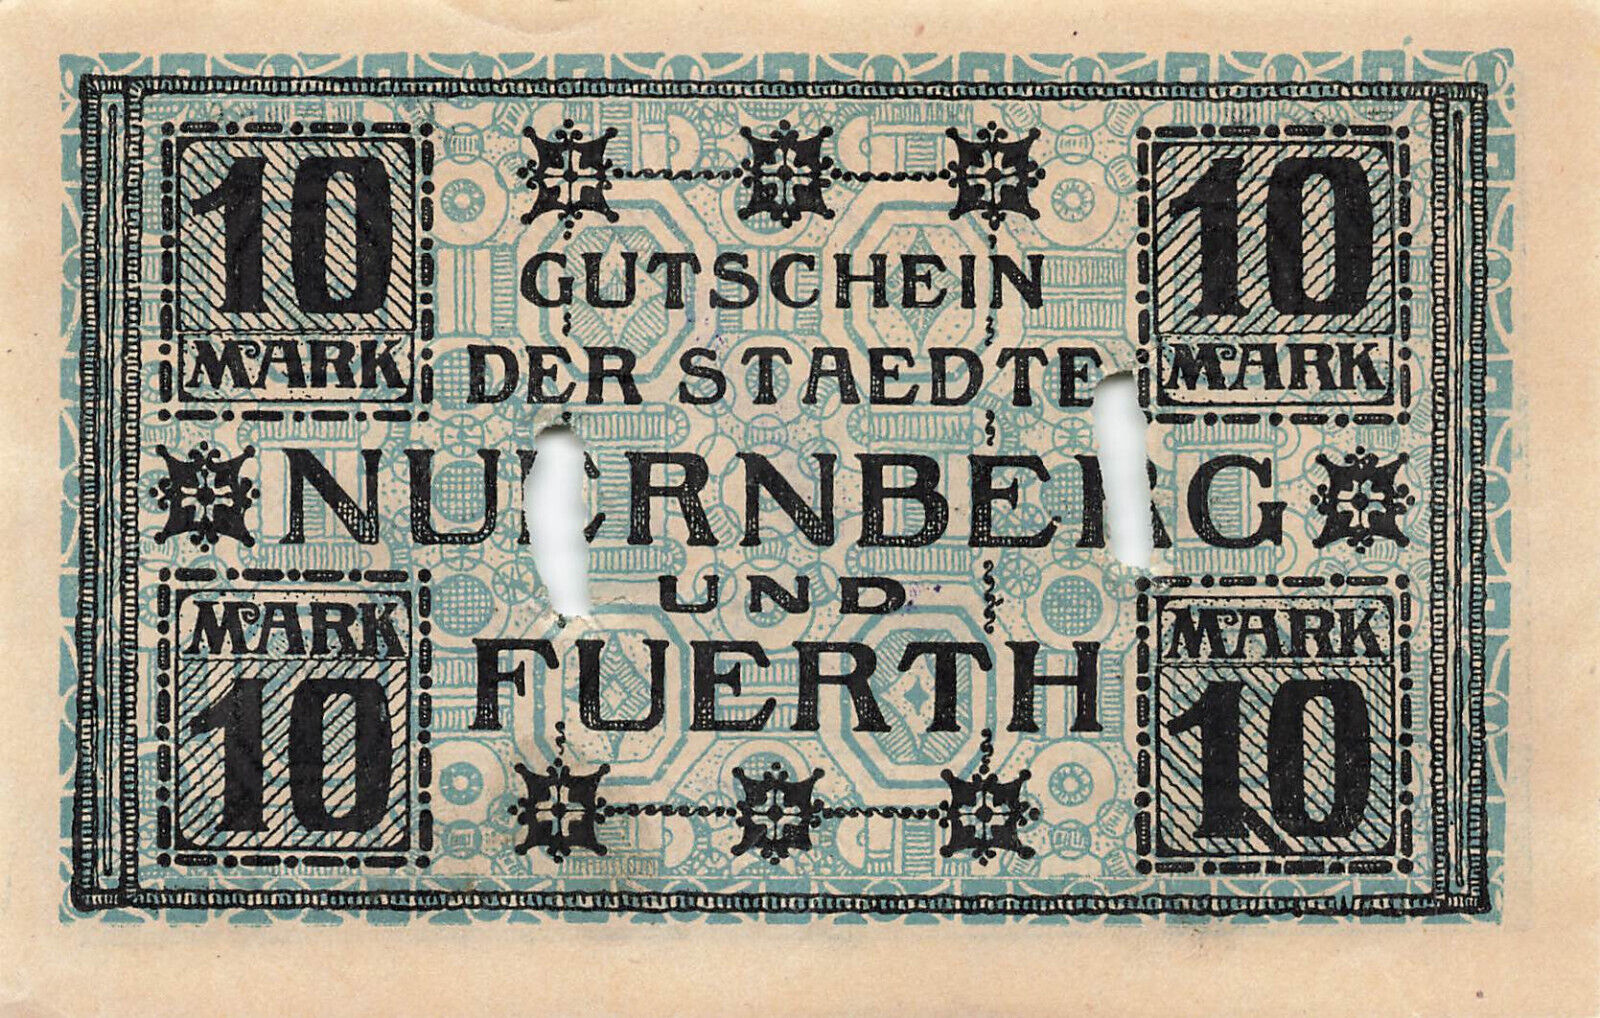 10 10
MARK MARK
GUTSCHEIN
DER STAEDTE
NUERNBERG
UND
FUERTH
MARK MARK
10 10